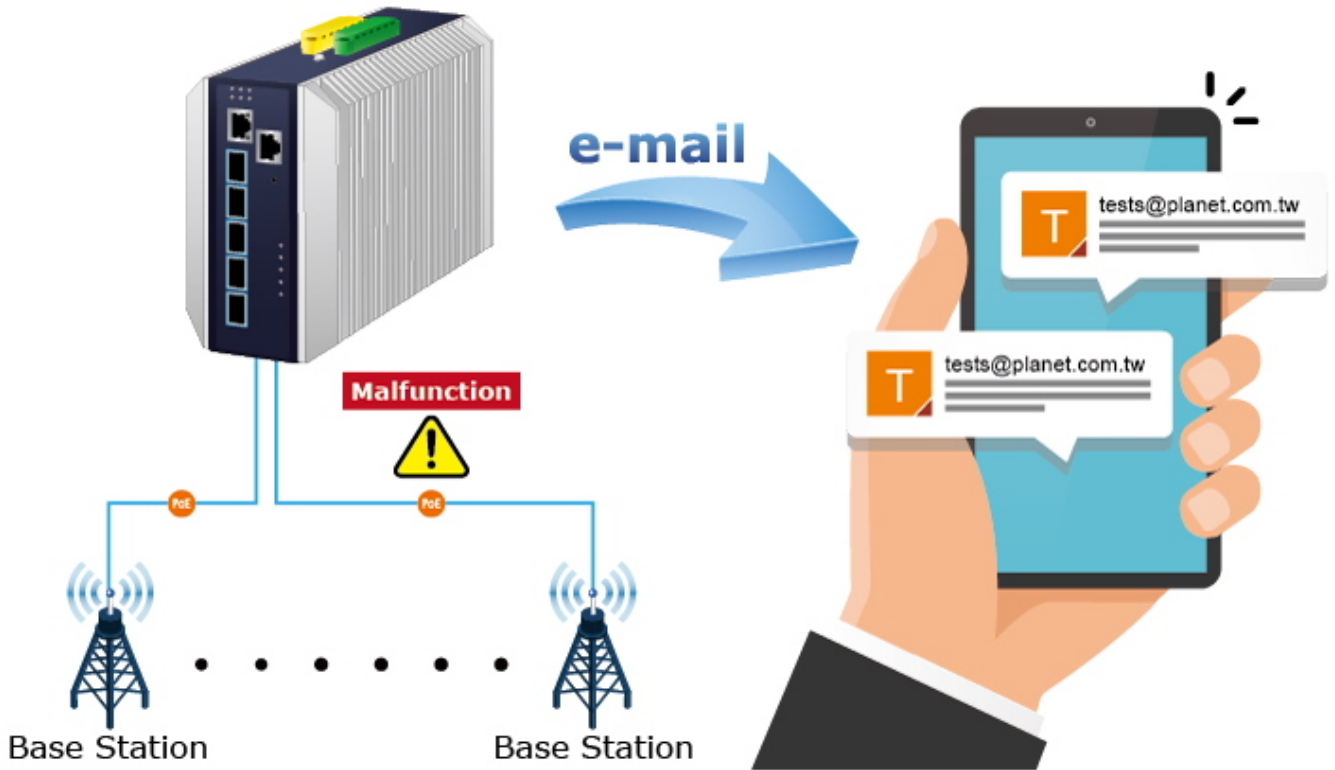 e-mail
T
tests@planet.com.tw
T
tests@planet.com.tw
Malfunction
!
PoE
PoE
Base Station
Base Station